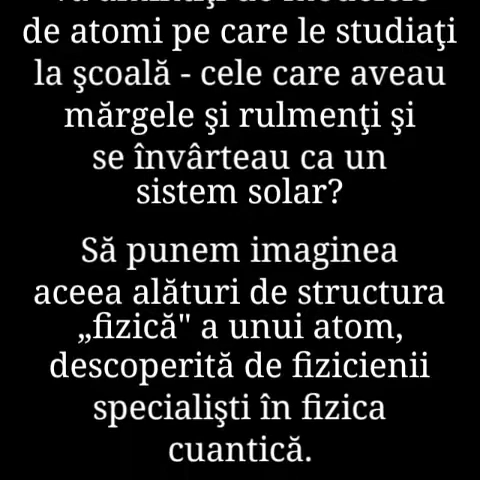 de atomi pe care le studiaţi
la şcoală - cele care aveau
mărgele şi rulmenţi şi
se învârteau ca un
sistem solar?
Să punem imaginea
aceea alături de structura
„fizică" a unui atom,
descoperită de fizicienii
specialişti în fizica
cuantică.